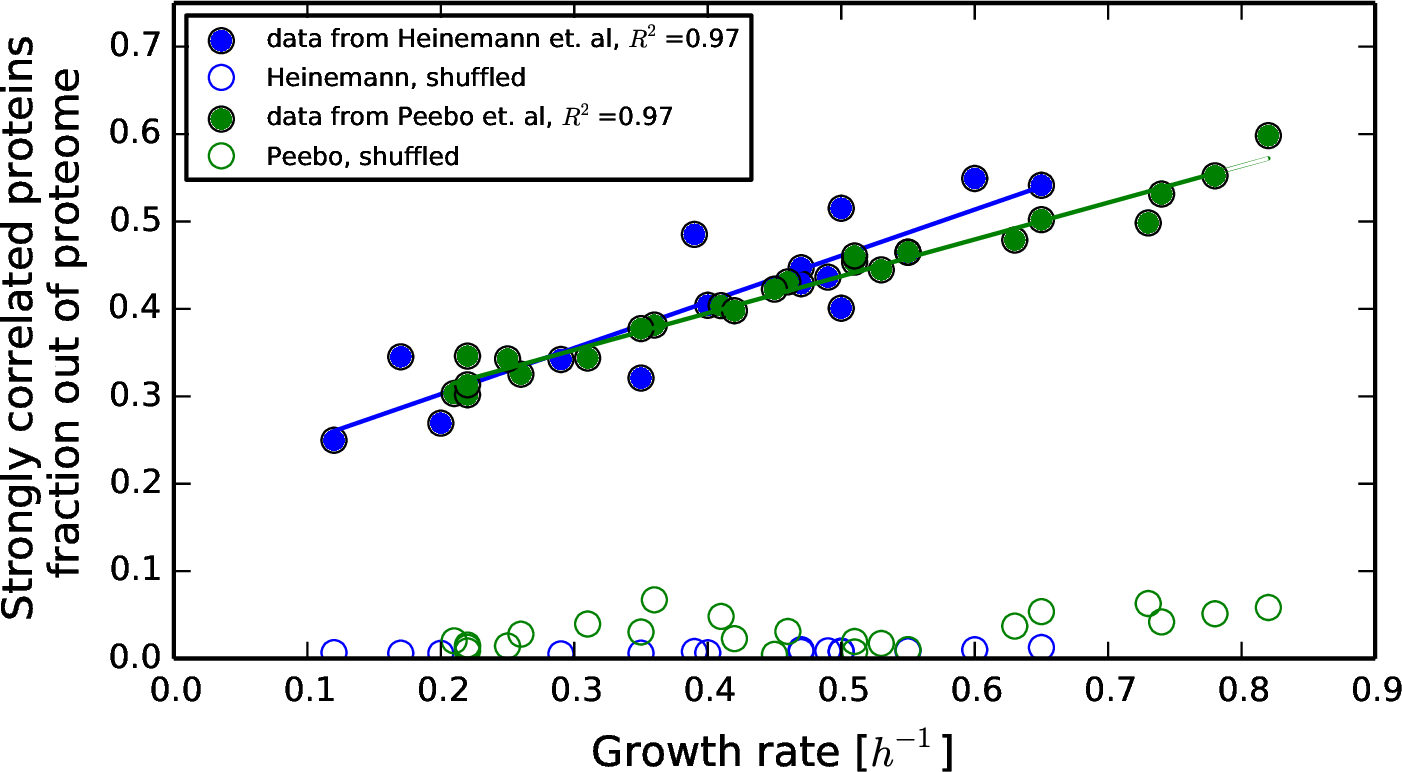 Strongly correlated proteins
fraction out of proteome
0.7
0.6
0.5
0.4
0.3
0.2
0.1
0.0
data from Heinemann et. al, R² =0.97
Heinemann, shuffled
data from Peebo et. al, R² =0.97
Peebo, shuffled
0.0 0.1 0.2 0.3 0.4 0.5 0.6 0.7 0.8 0.9
Growth rate [h⁻¹]